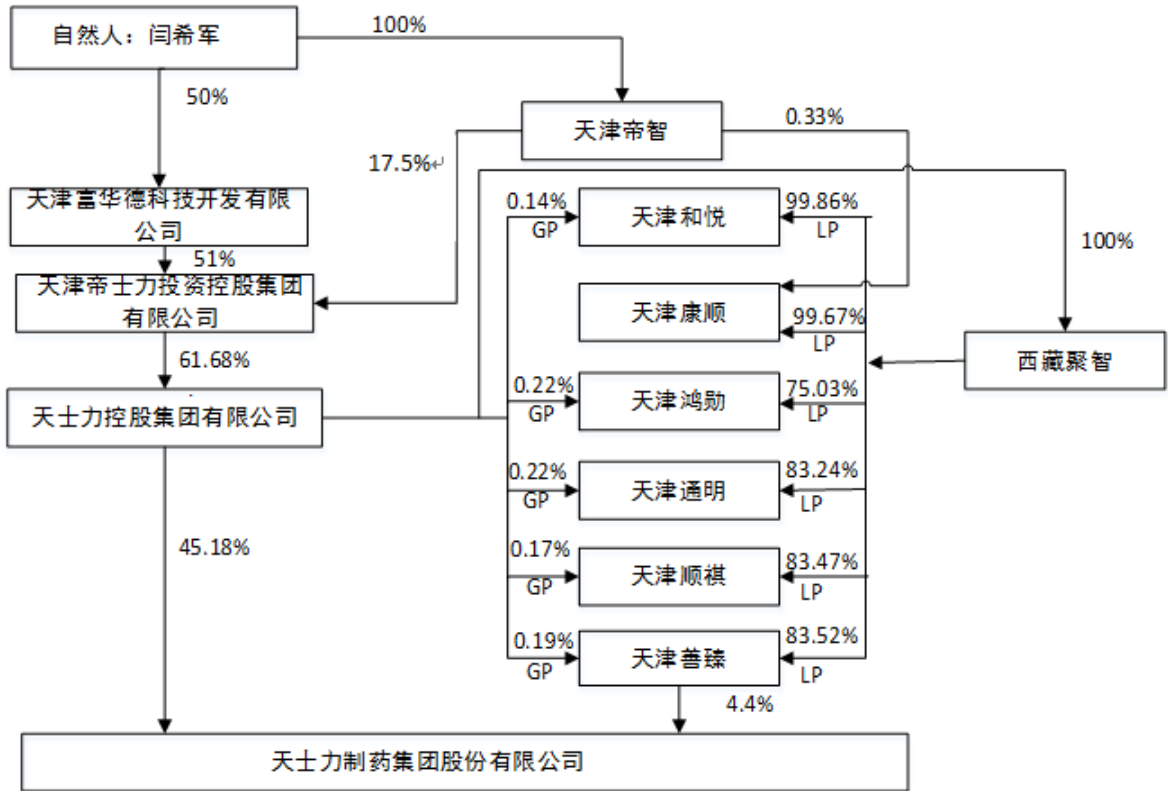 自然人：闫希军
100%
50%
天津帝智
0.33%
17.5%↵
天津富华德科技开发有限
公司
0.14%
GP
天津和悦
99.86%
LP
100%
51%
天津帝士力投资控股集团
有限公司
天津康顺
99.67%
LP
61.68%
西藏聚智
0.22%
GP
天津鸿勋
75.03%
LP
天士力控股集团有限公司
0.22%
GP
天津通明
83.24%
LP
45.18%
0.17%
GP
天津顺祺
83.47%
LP
0.19%
GP
天津善臻
83.52%
LP
4.4%
天士力制药集团股份有限公司